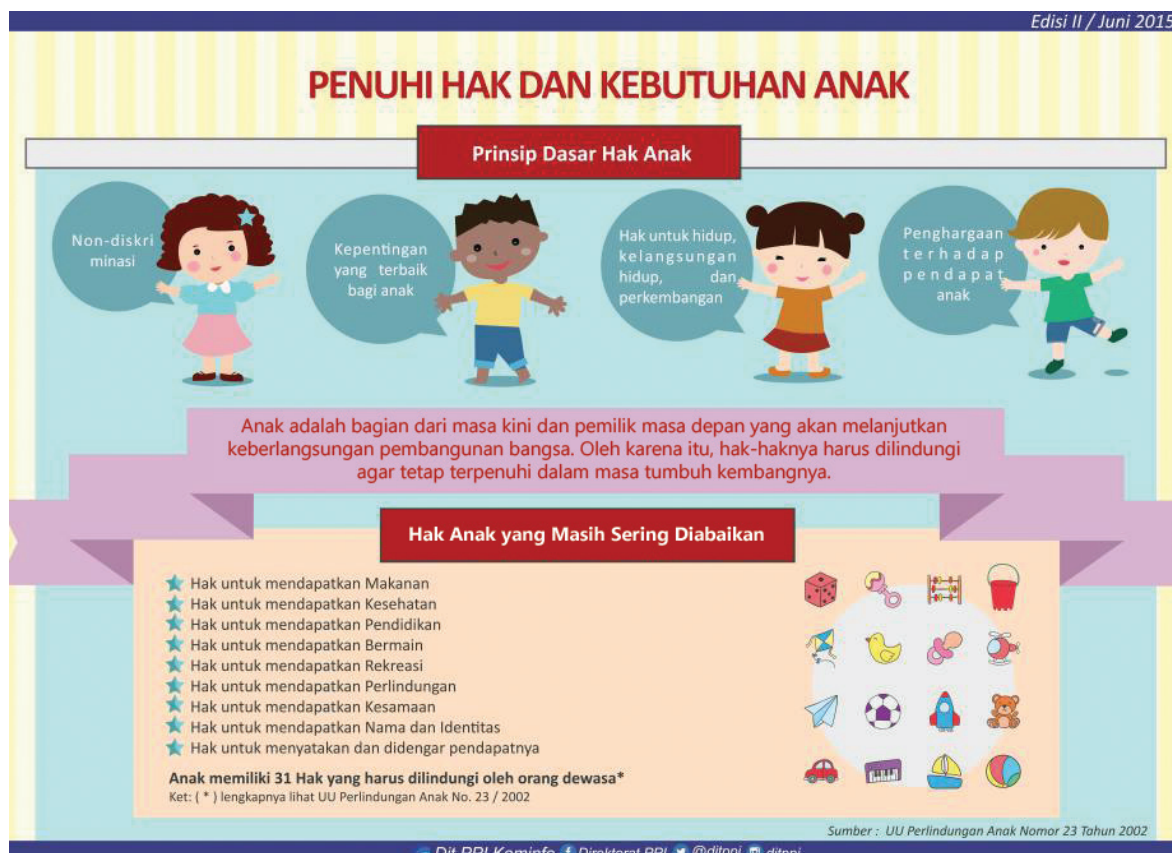 Edisi II / Juni 2015
PENUHI HAK DAN KEBUTUHAN ANAK
Prinsip Dasar Hak Anak
Non-diskri
minasi
Kepentingan
yang terbaik
bagi anak
Hak untuk hidup,
kelangsungan
hidup, dan
perkembangan
Penghargaan
terhadap
pendapat
anak
Anak adalah bagian dari masa kini dan pemilik masa depan yang akan melanjutkan
keberlangsungan pembangunan bangsa. Oleh karena itu, hak-haknya harus dilindungi
agar tetap terpenuhi dalam masa tumbuh kembangnya.
Hak Anak yang Masih Sering Diabaikan
Hak untuk mendapatkan Makanan
Hak untuk mendapatkan Kesehatan
Hak untuk mendapatkan Pendidikan
Hak untuk mendapatkan Bermain
Hak untuk mendapatkan Rekreasi
Hak untuk mendapatkan Perlindungan
Hak untuk mendapatkan Kesamaan
Hak untuk mendapatkan Nama dan Identitas
Hak untuk menyatakan dan didengar pendapatnya
Anak memiliki 31 Hak yang harus dilindungi oleh orang dewasa*
Ket: ( * ) lengkapnya lihat UU Perlindungan Anak No. 23 / 2002
Sumber : UU Perlindungan Anak Nomor 23 Tahun 2002